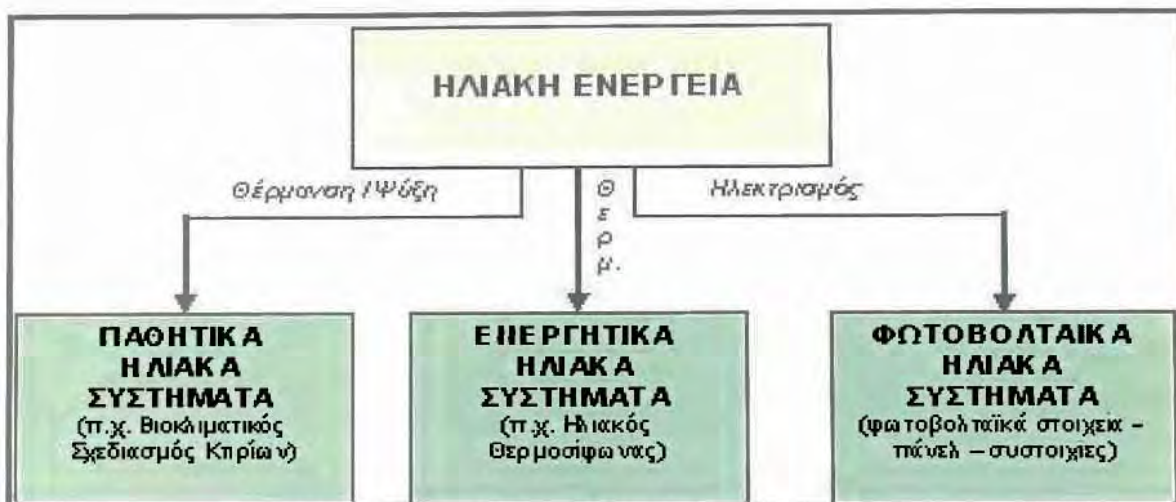 ΗΛΙΑΚΗ ΕΝΕΡΓΕΙΑ
Θέρμανση / Ψύξη
Θερμ.
Ηλεκτρισμός
ΠΑΘΗΤΙΚΑ
ΗΛΙΑΚΑ
ΣΥΣΤΗΜΑΤΑ
(π.χ. Βιοκλιματικός
Σχεδιασμός Κτιρίων)
ΕΝΕΡΓΗΤΙΚΑ
ΗΛΙΑΚΑ
ΣΥΣΤΗΜΑΤΑ
(π.χ. Ηλιακός
Θερμοσίφωνας)
ΦΩΤΟΒΟΛΤΑΙΚΑ
ΗΛΙΑΚΑ
ΣΥΣΤΗΜΑΤΑ
(φωτοβολταϊκά στοιχεία –
πάνελ – συστοιχίες)